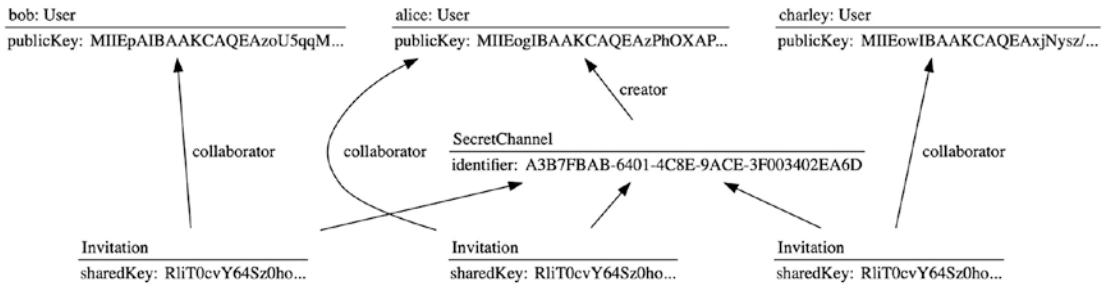 bob: User
alice: User
charley: User
publicKey: MIIEpAIBAAKCAQEAzoU5qqM...
publicKey: MIIEogIBAAKCAQEAzPhOXAP...
publicKey: MIIEowIBAAKCAQEAxjNysz/...
creator
SecretChannel
collaborator
collaborator
collaborator
identifier: A3B7FBAB-6401-4C8E-9ACE-3F003402EA6D
Invitation
Invitation
Invitation
sharedKey: RliT0cvY64Sz0ho...
sharedKey: RliT0cvY64Sz0ho...
sharedKey: RliT0cvY64Sz0ho...